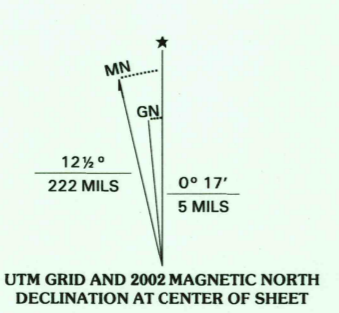 ★
MN
GN
12½°
222 MILS
0° 17′
5 MILS
UTM GRID AND 2002 MAGNETIC NORTH
DECLINATION AT CENTER OF SHEET